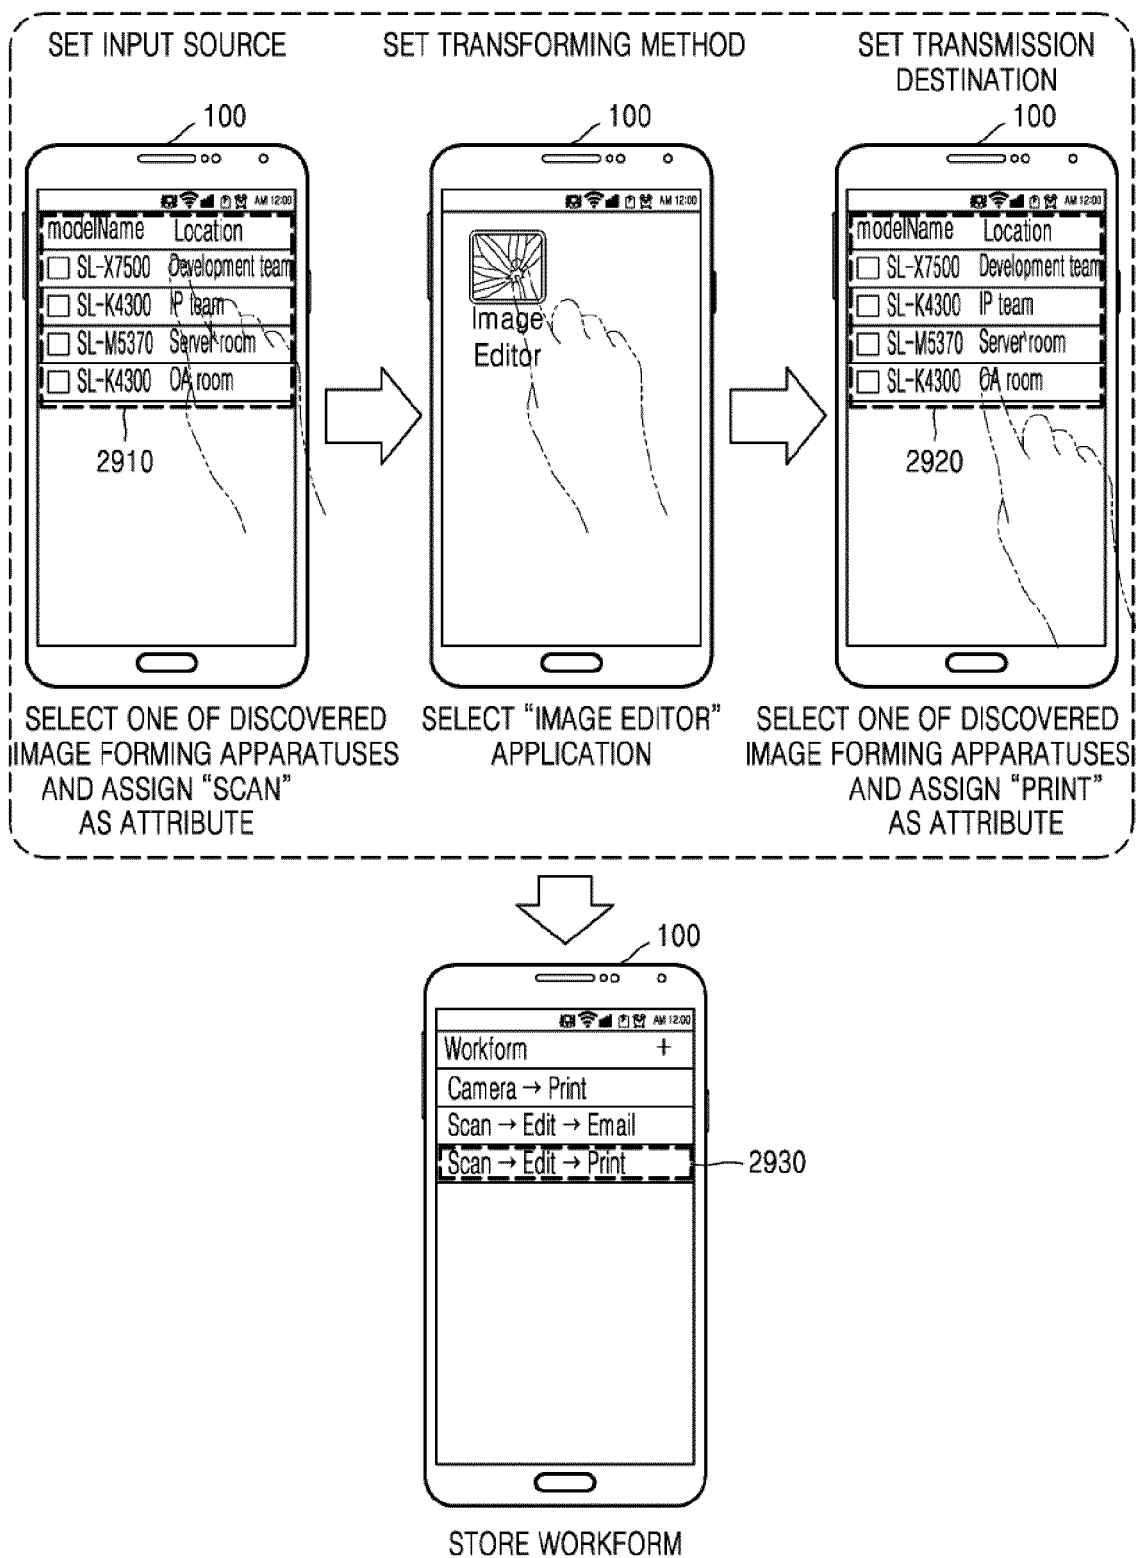 SET INPUT SOURCE
SET TRANSFORMING METHOD
SET TRANSMISSION
DESTINATION
100
100
100
AM 12:00
modelName Location
SL-X7500 Development team
SL-K4300 IP team
SL-M5370 Server room
SL-K4300 OA room
2910
AM 12:00
Image
Editor
AM 12:00
modelName Location
SL-X7500 Development team
SL-K4300 IP team
SL-M5370 Server room
SL-K4300 OA room
2920
SELECT ONE OF DISCOVERED
IMAGE FORMING APPARATUSES
AND ASSIGN “SCAN”
AS ATTRIBUTE
SELECT “IMAGE EDITOR”
APPLICATION
SELECT ONE OF DISCOVERED
IMAGE FORMING APPARATUSES
AND ASSIGN “PRINT”
AS ATTRIBUTE
100
AM 12:00
Workform +
Camera → Print
Scan → Edit → Email
Scan → Edit → Print
2930
STORE WORKFORM